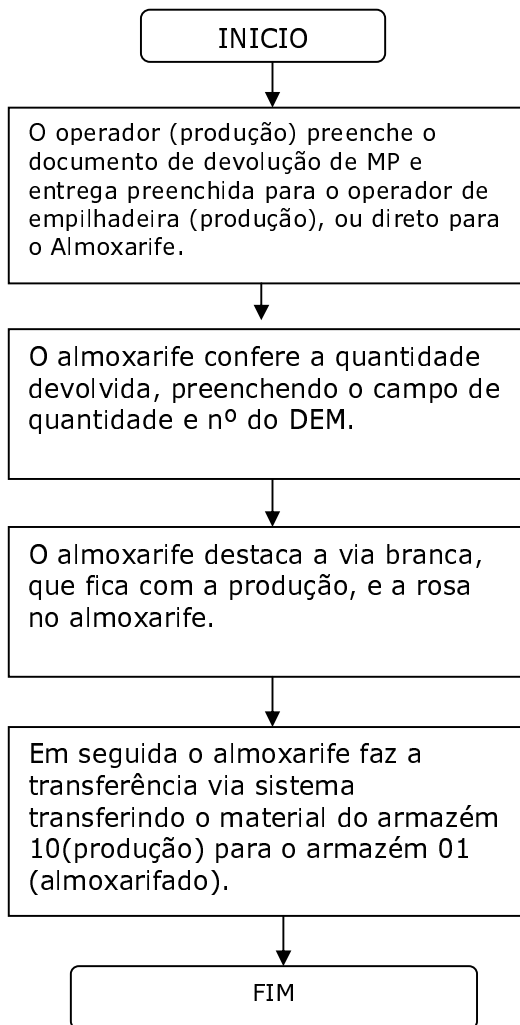 INICIO
O operador (produção) preenche o
documento de devolução de MP e
entrega preenchida para o operador de
empilhadeira (produção), ou direto para
o Almoxarife.
O almoxarife confere a quantidade
devolvida, preenchendo o campo de
quantidade e nº do DEM.
O almoxarife destaca a via branca,
que fica com a produção, e a rosa
no almoxarife.
Em seguida o almoxarife faz a
transferência via sistema
transferindo o material do armazém
10(produção) para o armazém 01
(almoxarifado).
FIM